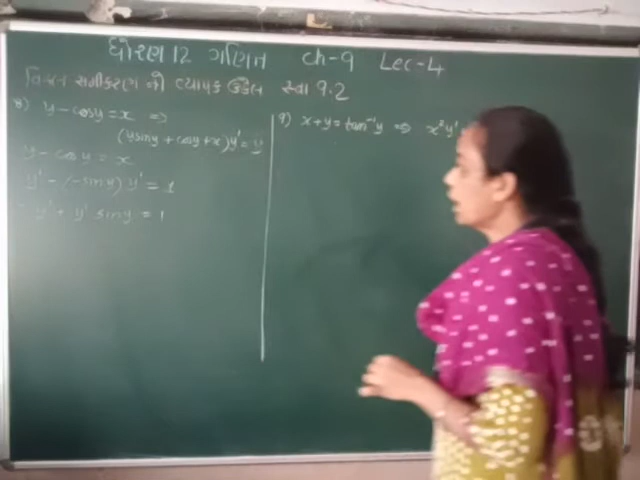 ધોરણ 12 ગણિત Ch-9 Lec-4
વિકલ સમીકરણ નો વ્યાપક ઉકેલ સ્વા 9.2
8) y - cosy = x ⇒
(ysiny + cosy + x)y' = y
y - cosy = x
y' - (-siny) y' = 1
y' + y' siny = 1
9) x+y = tan⁻¹y ⇒ x²y'